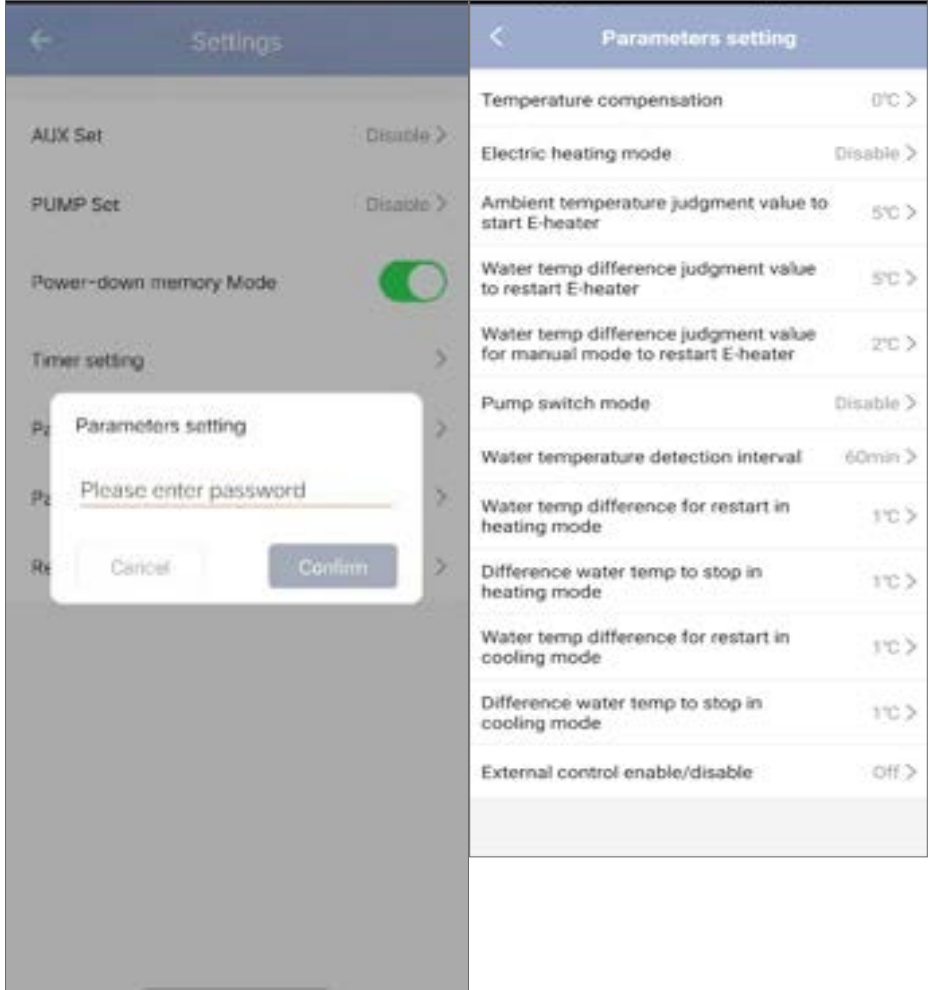 Settings
AUX Set
Disable
PUMP Set
Disable
Power-down memory Mode
Timer setting
Pa
Pa
Re
Parameters setting
Please enter password
Cancel
Confirm
Parameters setting
Temperature compensation
0°C
Electric heating mode
Disable
Ambient temperature judgment value to
start E-heater
5°C
Water temp difference judgment value
to restart E-heater
5°C
Water temp difference judgment value
for manual mode to restart E-heater
2°C
Pump switch mode
Disable
Water temperature detection interval
60min
Water temp difference for restart in
heating mode
1°C
Difference water temp to stop in
heating mode
1°C
Water temp difference for restart in
cooling mode
1°C
Difference water temp to stop in
cooling mode
1°C
External control enable/disable
Off